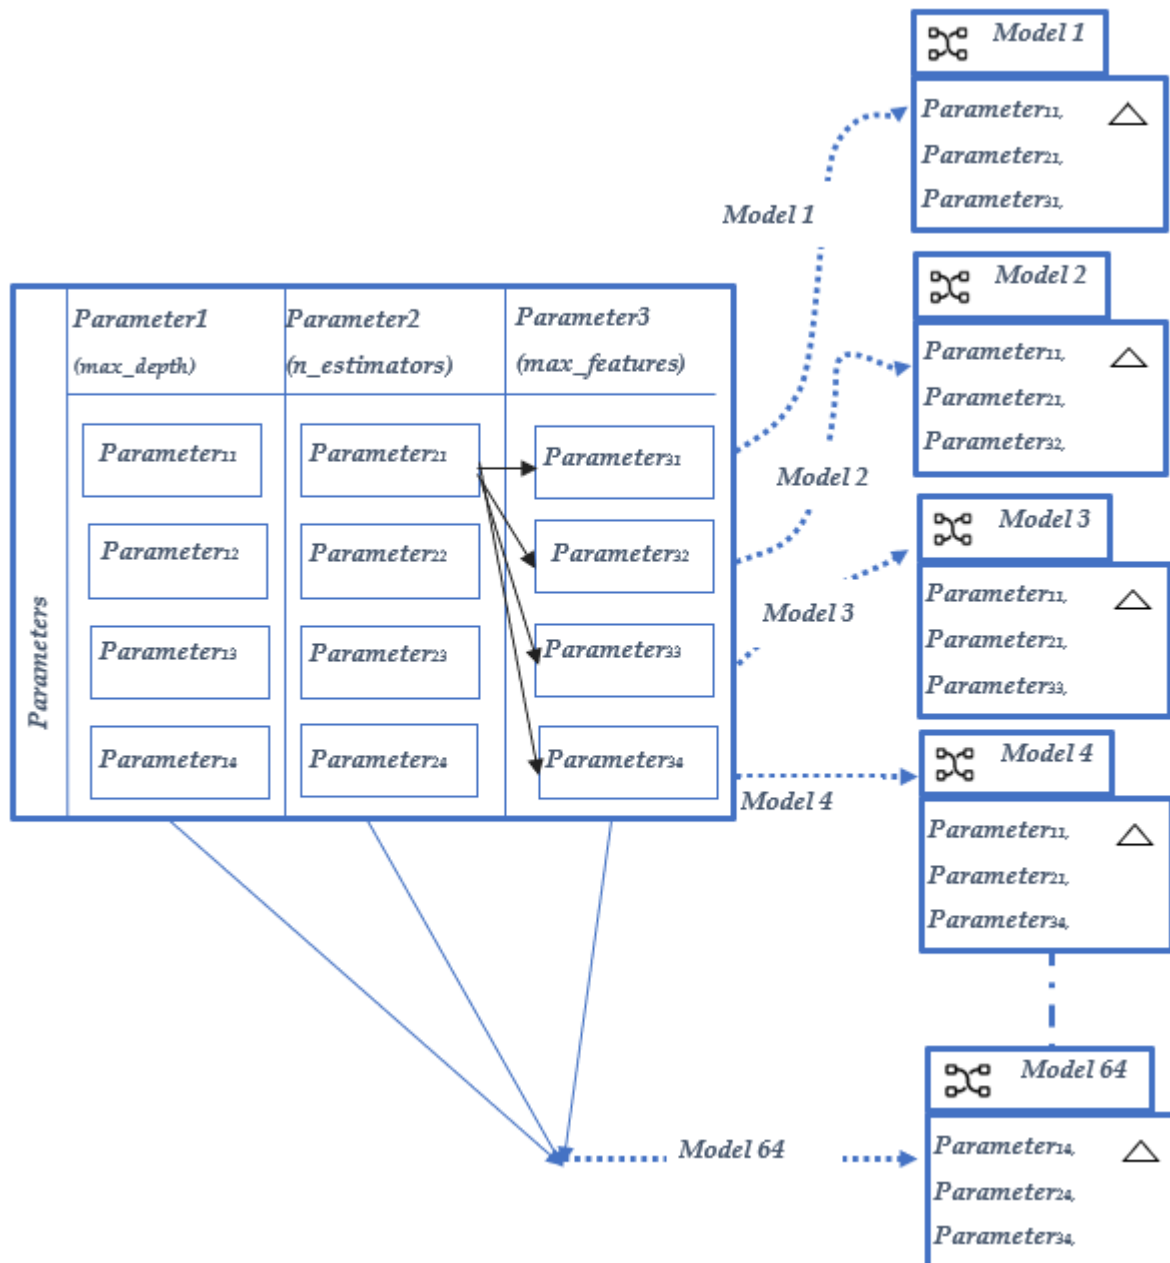 Model 1
Parameter11,
Parameter21,
Parameter31,
Model 1
Model 2
Parameter11,
Parameter21,
Parameter32,
Parameters
Parameter1
(max_depth)
Parameter2
(n_estimators)
Parameter3
(max_features)
Parameter11
Parameter21
Parameter31
Parameter12
Parameter22
Parameter32
Parameter13
Parameter23
Parameter33
Parameter14
Parameter24
Parameter34
Model 2
Model 3
Model 3
Parameter11,
Parameter21,
Parameter33,
Model 4
Model 4
Parameter11,
Parameter21,
Parameter34,
Model 64
Model 64
Parameter14,
Parameter24,
Parameter34,